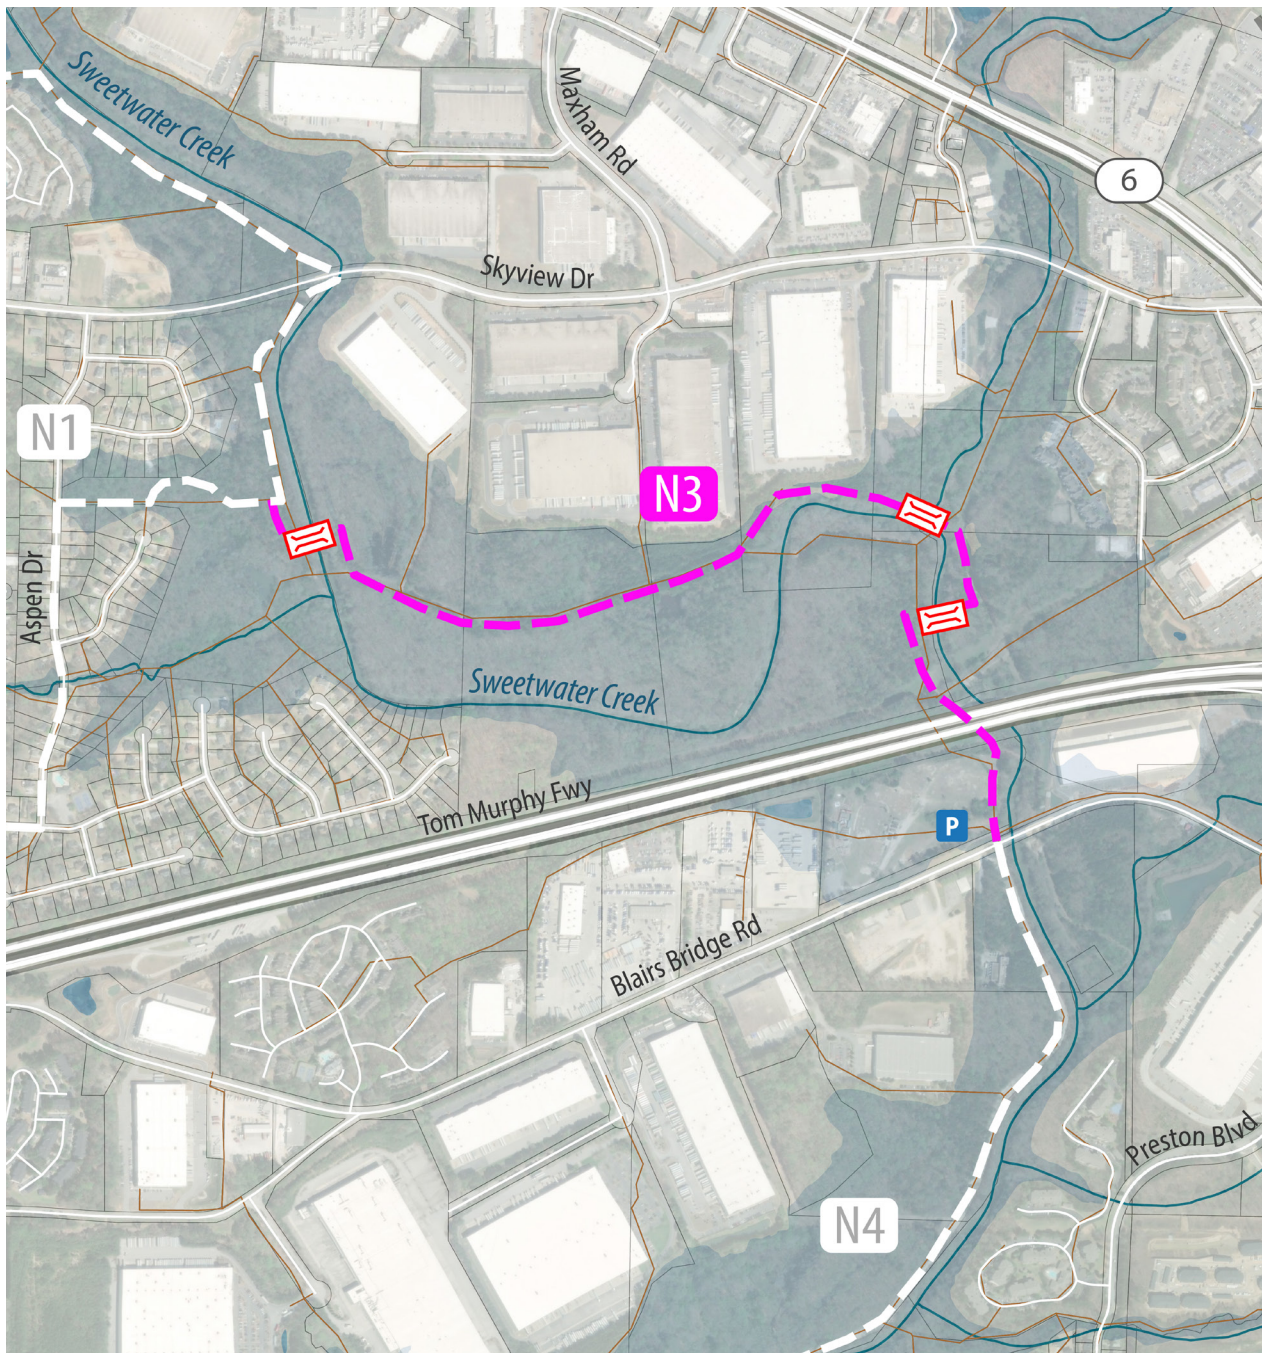 Sweetwater Creek
Maxham Rd
6
Skyview Dr
N1
N3
Aspen Dr
Sweetwater Creek
Tom Murphy Fwy
P
Blairs Bridge Rd
Preston Blvd
N4